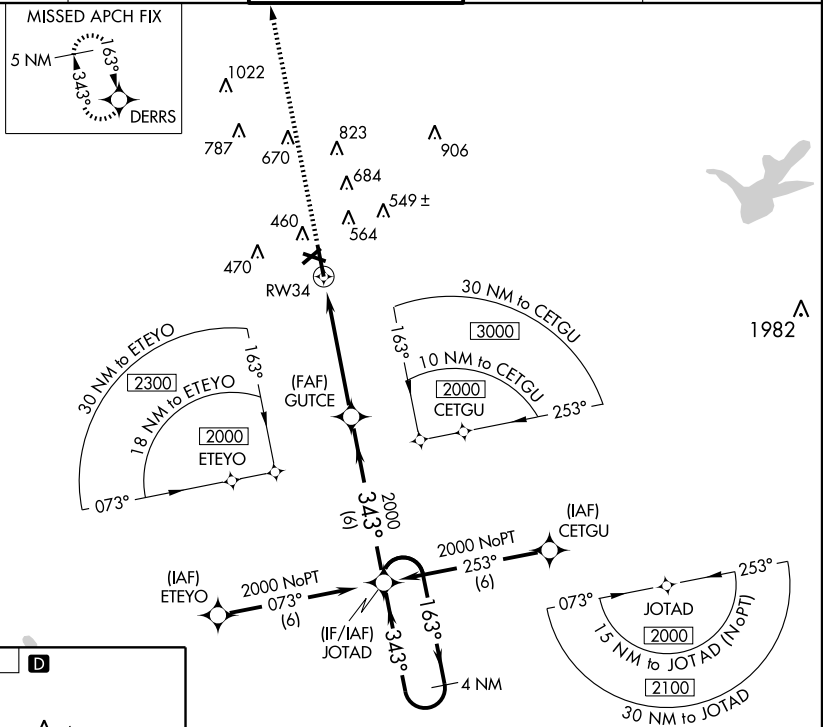 MISSED APCH FIX
5 NM
163°
343°
DERRS
1022
787
670
823
906
684
549 ±
564
460
470
RW34
1982
30 NM to ETEYO
2300
163°
18 NM to ETEYO
2000
ETEYO
073°
30 NM to CETGU
3000
163°
10 NM to CETGU
2000
CETGU
253°
(FAF)
GUTCE
2000
343°
(6)
(IAF)
CETGU
2000 NoPT
253°
(6)
(IAF)
ETEYO
2000 NoPT
073°
(6)
(IF/IAF)
JOTAD
343°
163°
4 NM
073°
253°
JOTAD
2000
15 NM to JOTAD (NoPT)
2100
30 NM to JOTAD
D